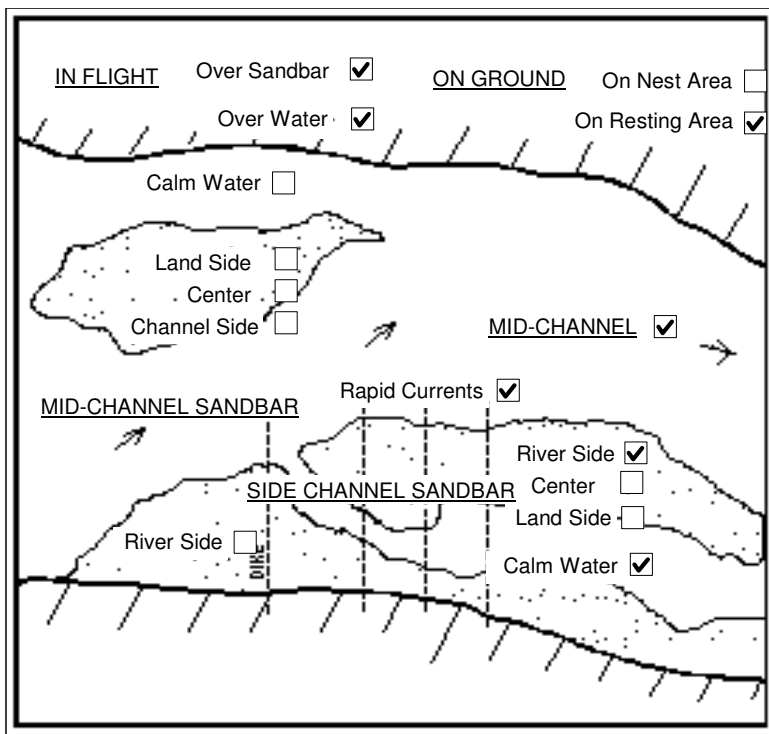 IN FLIGHT
Over Sandbar
ON GROUND
On Nest Area
Over Water
On Resting Area
Calm Water
Land Side
Center
Channel Side
MID-CHANNEL
Rapid Currents
MID-CHANNEL SANDBAR
River Side
Center
SIDE CHANNEL SANDBAR
Land Side
River Side
DIKE
Calm Water